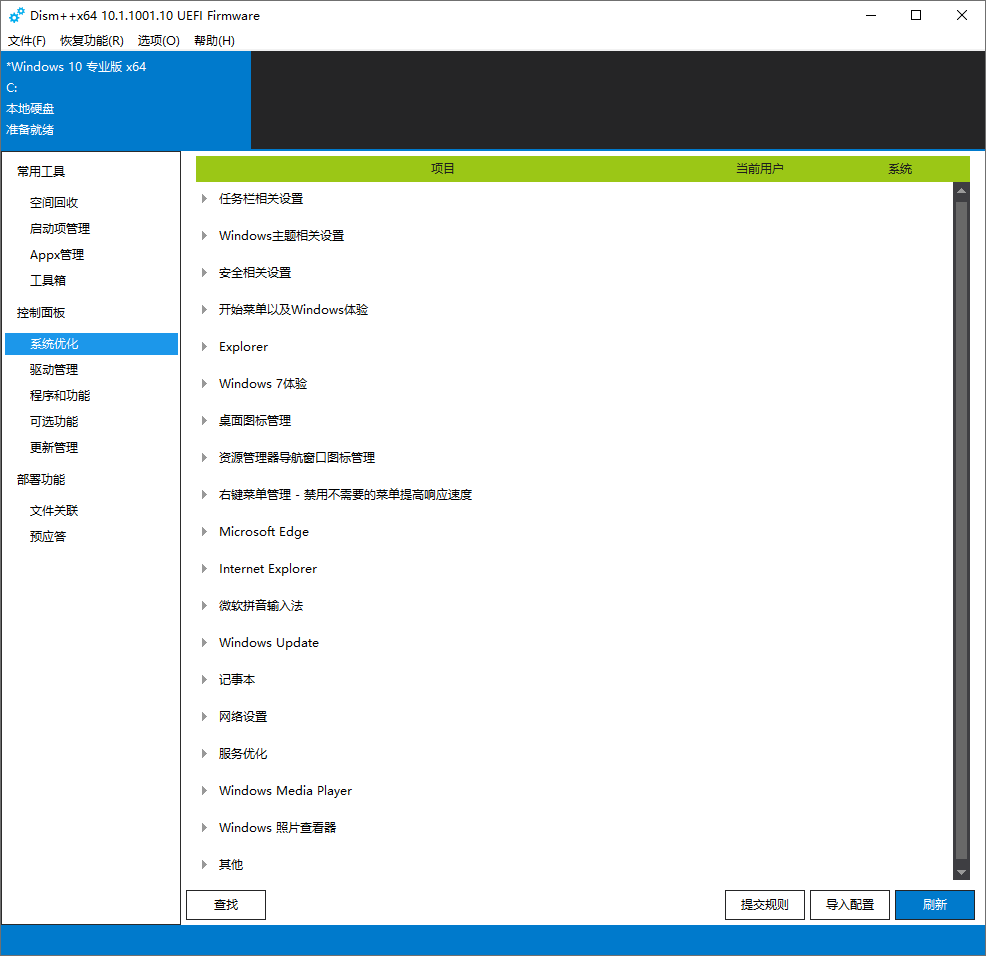 Dism++x64 10.1.1001.10 UEFI Firmware
文件(F) 恢复功能(R) 选项(O) 帮助(H)
*Windows 10 专业版 x64
C:
本地硬盘
准备就绪
常用工具
空间回收
启动项管理
Appx管理
工具箱
控制面板
系统优化
驱动管理
程序和功能
可选功能
更新管理
部署功能
文件关联
预应答
项目 当前用户 系统
任务栏相关设置
Windows主题相关设置
安全相关设置
开始菜单以及Windows体验
Explorer
Windows 7体验
桌面图标管理
资源管理器导航窗口图标管理
右键菜单管理 - 禁用不需要的菜单提高响应速度
Microsoft Edge
Internet Explorer
微软拼音输入法
Windows Update
记事本
网络设置
服务优化
Windows Media Player
Windows 照片查看器
其他
查找 提交规则 导入配置 刷新